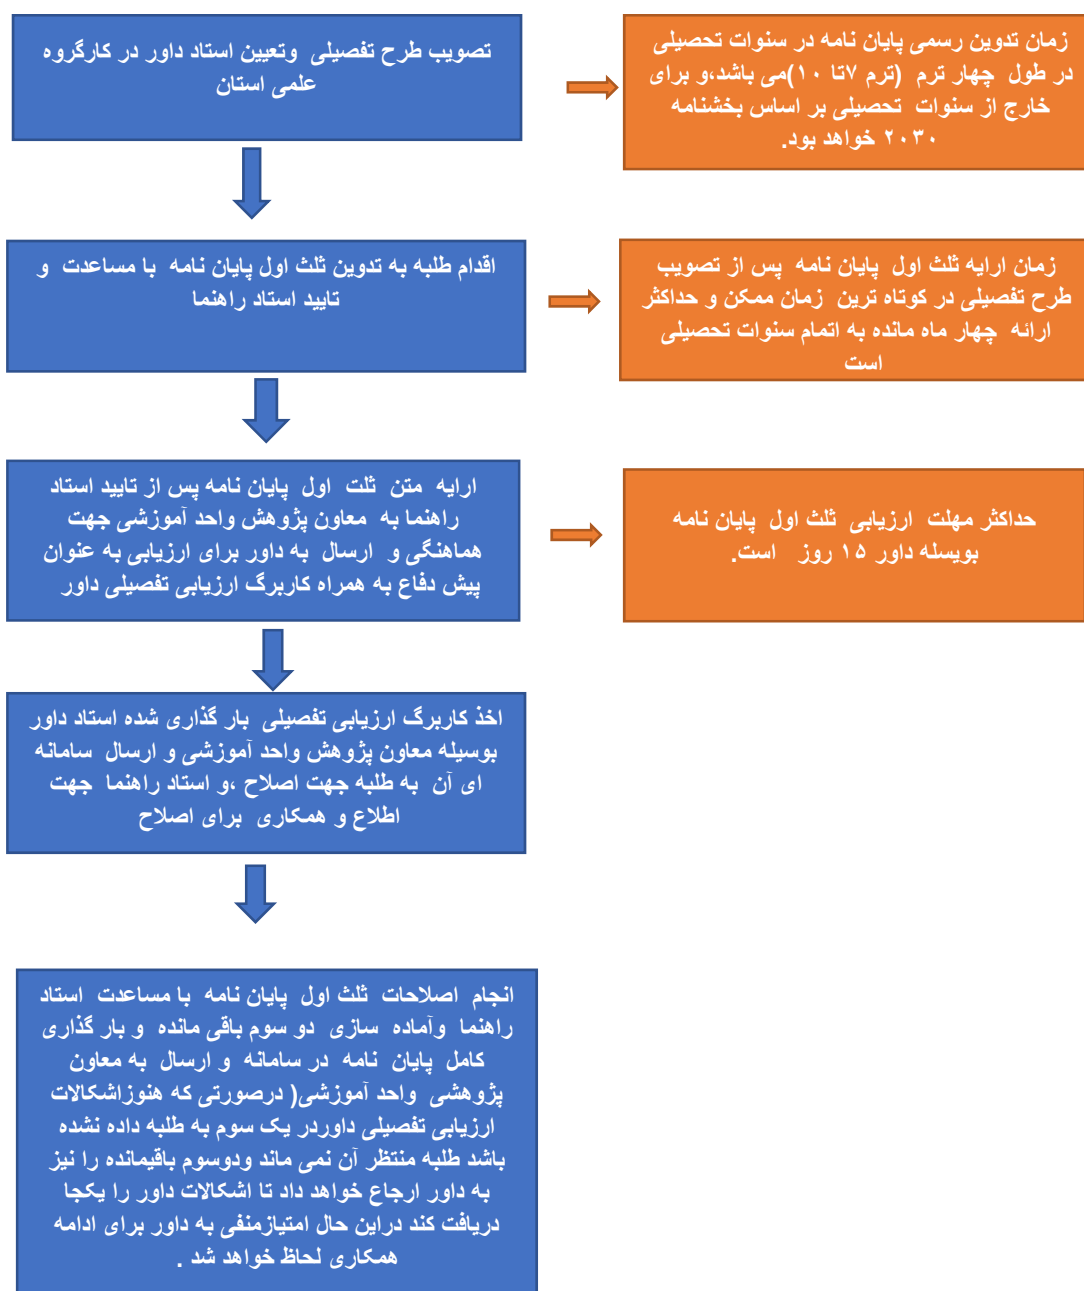 تصویب طرح تفصیلی وتعیین استاد داور در کارگروه
علمی استان
زمان تدوین رسمی پایان نامه در سنوات تحصیلی
در طول چهار ترم (ترم ۷تا ۱۰)می باشد،و برای
خارج از سنوات تحصیلی بر اساس بخشنامه
۲۰۳۰ خواهد بود.
اقدام طلبه به تدوین ثلث اول پایان نامه با مساعدت و
تایید استاد راهنما
زمان ارایه ثلث اول پایان نامه پس از تصویب
طرح تفصیلی در کوتاه ترین زمان ممکن و حداکثر
ارائه چهار ماه مانده به اتمام سنوات تحصیلی
است
ارایه متن ثلت اول پایان نامه پس از تایید استاد
راهنما به معاون پژوهش واحد آموزشی جهت
هماهنگی و ارسال به داور برای ارزیابی به عنوان
پیش دفاع به همراه کاربرگ ارزیابی تفصیلی داور
حداکثر مهلت ارزیابی ثلث اول پایان نامه
بویسله داور ۱۵ روز است.
اخذ کاربرگ ارزیابی تفصیلی بار گذاری شده استاد داور
بوسیله معاون پژوهش واحد آموزشی و ارسال سامانه
ای آن به طلبه جهت اصلاح ،و استاد راهنما جهت
اطلاع و همکاری برای اصلاح
انجام اصلاحات ثلث اول پایان نامه با مساعدت استاد
راهنما وآماده سازی دو سوم باقی مانده و بار گذاری
کامل پایان نامه در سامانه و ارسال به معاون
پژوهشی واحد آموزشی( درصورتی که هنوزاشکالات
ارزیابی تفصیلی داوردر یک سوم به طلبه داده نشده
باشد طلبه منتظر آن نمی ماند ودوسوم باقیمانده را نیز
به داور ارجاع خواهد داد تا اشکالات داور را یکجا
دریافت کند دراین حال امتیازمنفی به داور برای ادامه
همکاری لحاظ خواهد شد .